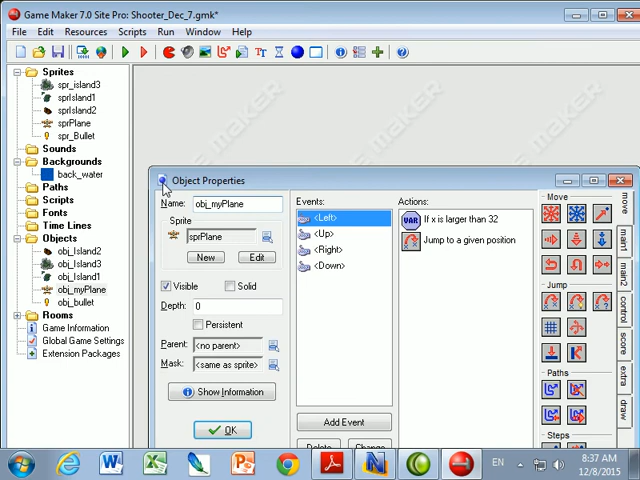 Game Maker 7.0 Site Pro: Shooter_Dec_7.gmk*
File Edit Resources Scripts Run Window Help
Sprites
spr_island3
sprIsland1
sprIsland2
sprPlane
spr_Bullet
Sounds
Backgrounds
back_water
Paths
Scripts
Fonts
Time Lines
Objects
obj_Island2
obj_Island3
obj_Island1
obj_myPlane
obj_bullet
Rooms
Game Information
Global Game Settings
Extension Packages
Object Properties
Name: obj_myPlane
Sprite
sprPlane
New Edit
Visible Solid
Depth: 0
Persistent
Parent: <no parent>
Mask: <same as sprite>
Show Information
OK
Events:
<Left>
<Up>
<Right>
<Down>
Add Event
Delete Change
Actions:
VAR If x is larger than 32
Jump to a given position
Move
Jump
Paths
Steps
move
main1
main2
control
score
extra
draw
EN
8:37 AM
12/8/2015